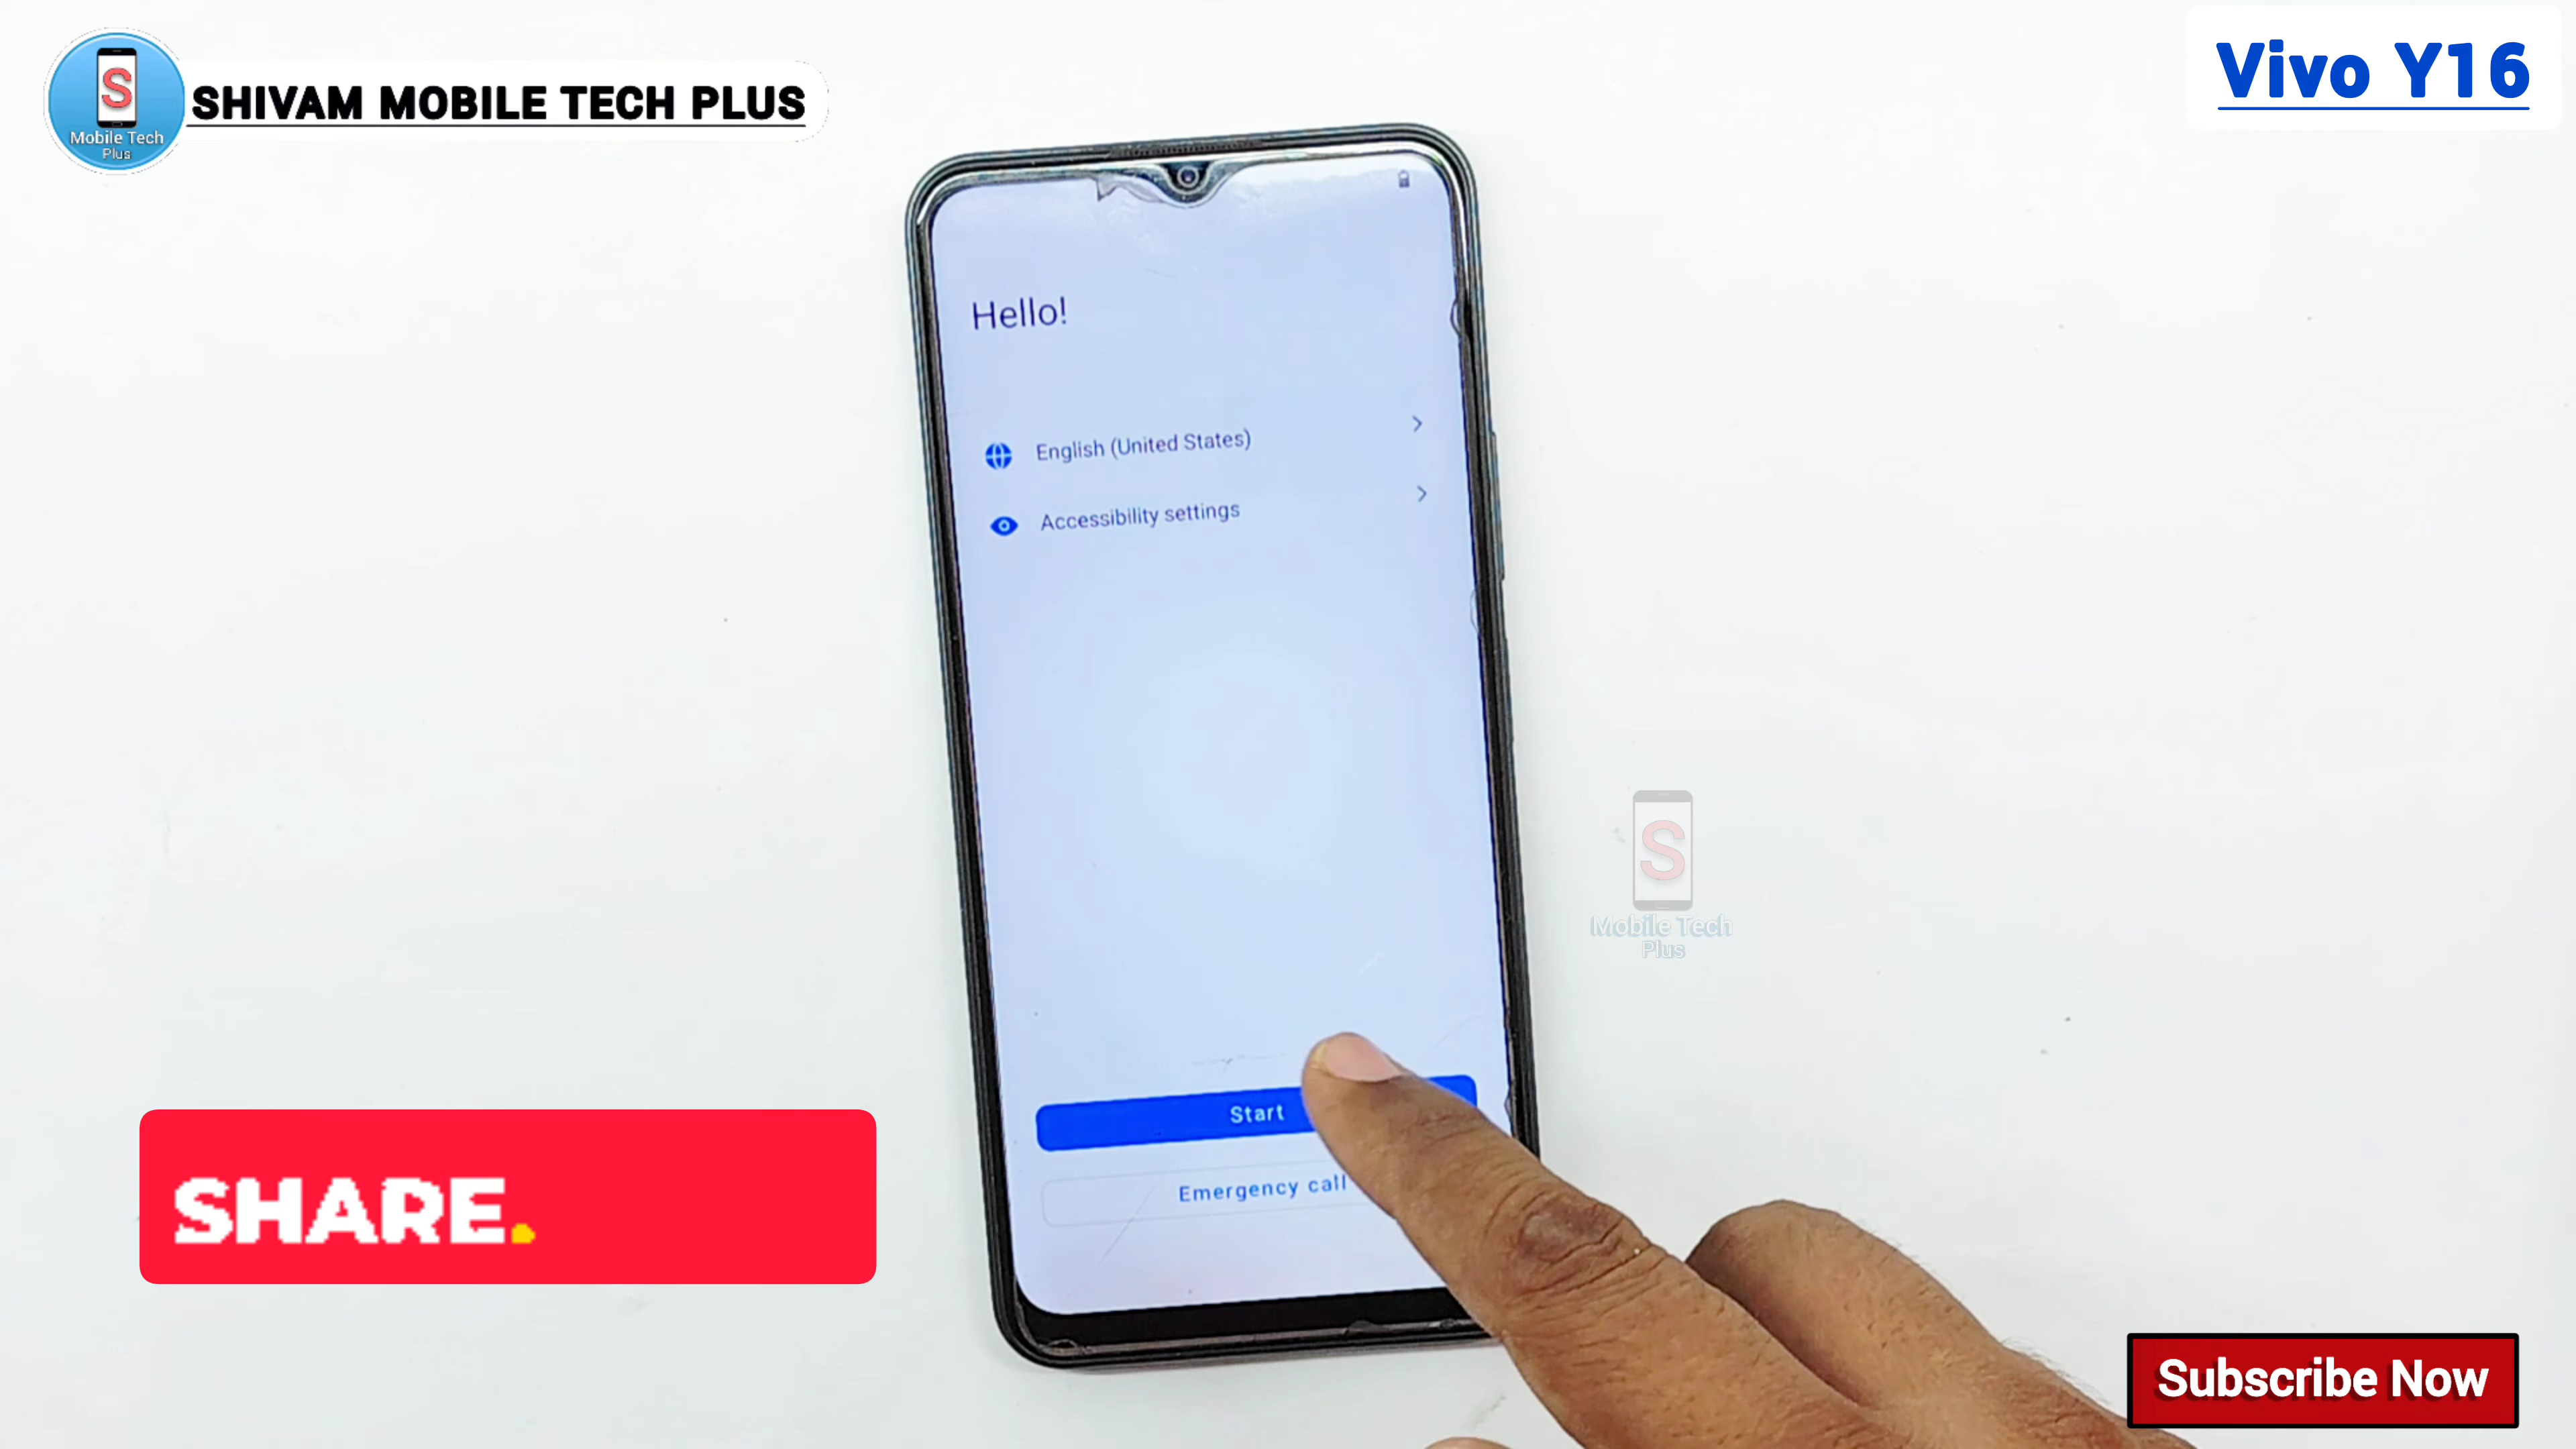 S
Mobile Tech
Plus
SHIVAM MOBILE TECH PLUS
Vivo Y16
Hello!
English (United States)
Accessibility settings
S
Mobile Tech
Plus
Start
Emergency call
SHARE.
Subscribe Now